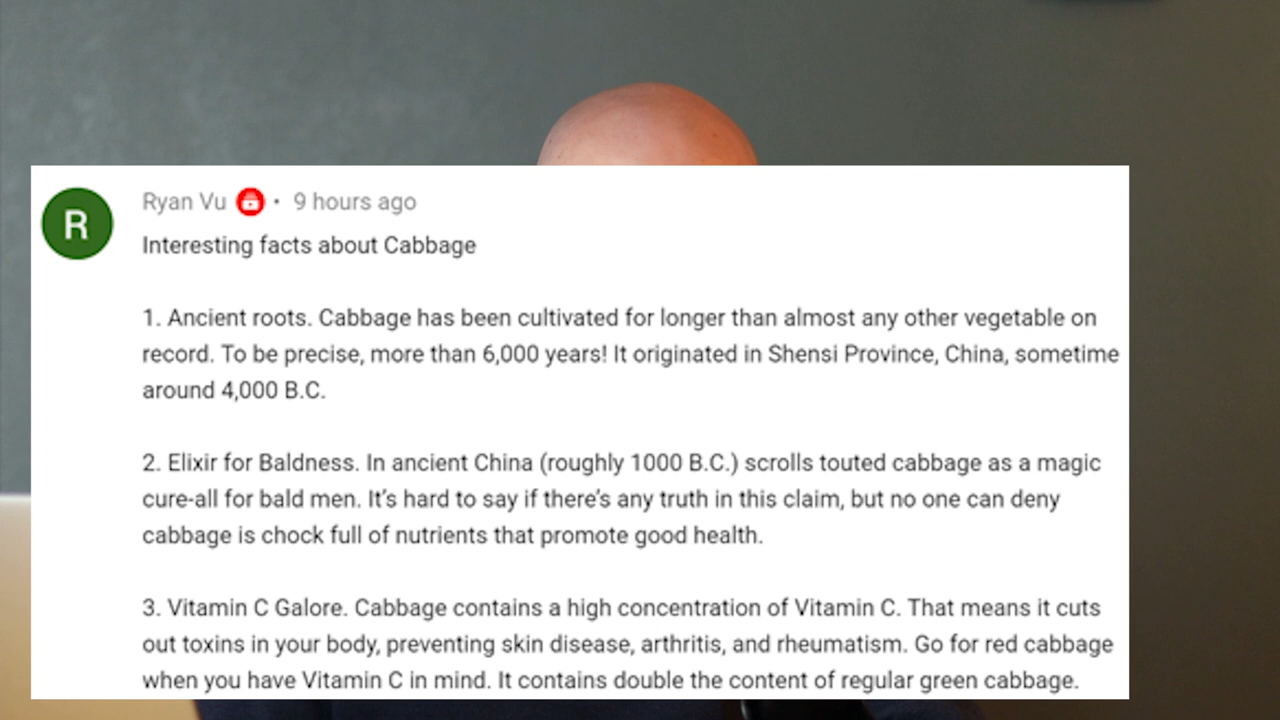 R
Ryan Vu • 9 hours ago
Interesting facts about Cabbage
1. Ancient roots. Cabbage has been cultivated for longer than almost any other vegetable on
record. To be precise, more than 6,000 years! It originated in Shensi Province, China, sometime
around 4,000 B.C.
2. Elixir for Baldness. In ancient China (roughly 1000 B.C.) scrolls touted cabbage as a magic
cure-all for bald men. It’s hard to say if there’s any truth in this claim, but no one can deny
cabbage is chock full of nutrients that promote good health.
3. Vitamin C Galore. Cabbage contains a high concentration of Vitamin C. That means it cuts
out toxins in your body, preventing skin disease, arthritis, and rheumatism. Go for red cabbage
when you have Vitamin C in mind. It contains double the content of regular green cabbage.